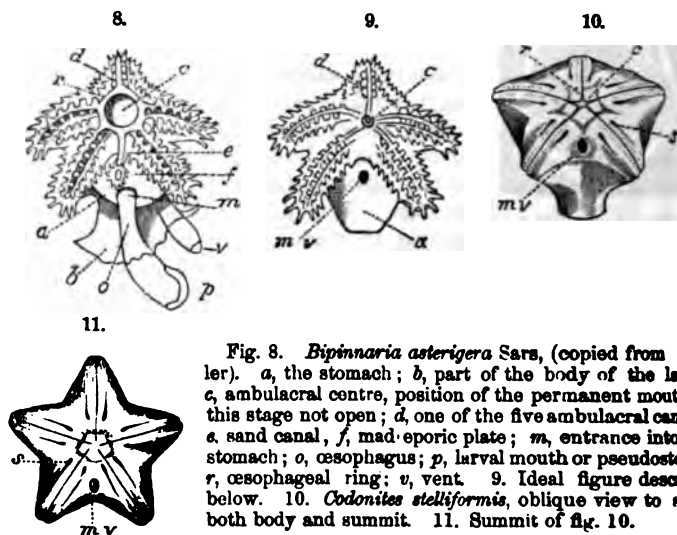 8.
9.
10.
d
c
r
e
f
m
a
b
o
v
p
d
c
m v
a
r
c
s
m v
11.
s
m v
Fig. 8. Bipinnaria asterigera Sars, (copied from
ler). a, the stomach; b, part of the body of the la
c, ambulacral centre, position of the permanent mout
this stage not open; d, one of the five ambulacral can
e. sand canal, f, mad·eporic plate; m, entrance into
stomach; o, œsophagus; p, larval mouth or pseudosto
r, œsophageal ring; v, vent. 9. Ideal figure desc
below. 10. Codonites stelliformis, oblique view to s
both body and summit. 11. Summit of fig. 10.